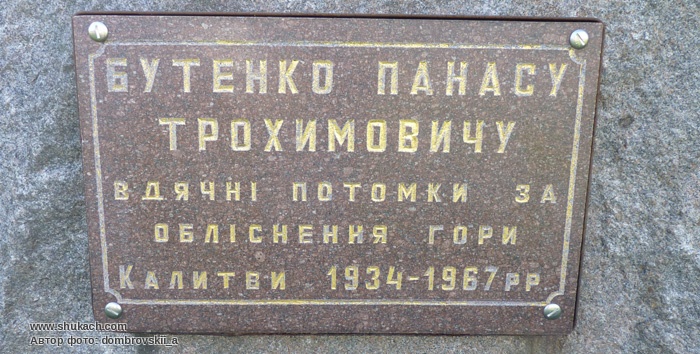 БУТЕНКО ПАНАСУ
ТРОХИМОВИЧУ
ВДЯЧНІ ПОТОМКИ ЗА
ОБЛІСНЕННЯ ГОРИ
КАЛИТВИ 1934-1967РР.
www.shukach.com
Автор фото- dombrovskii_a